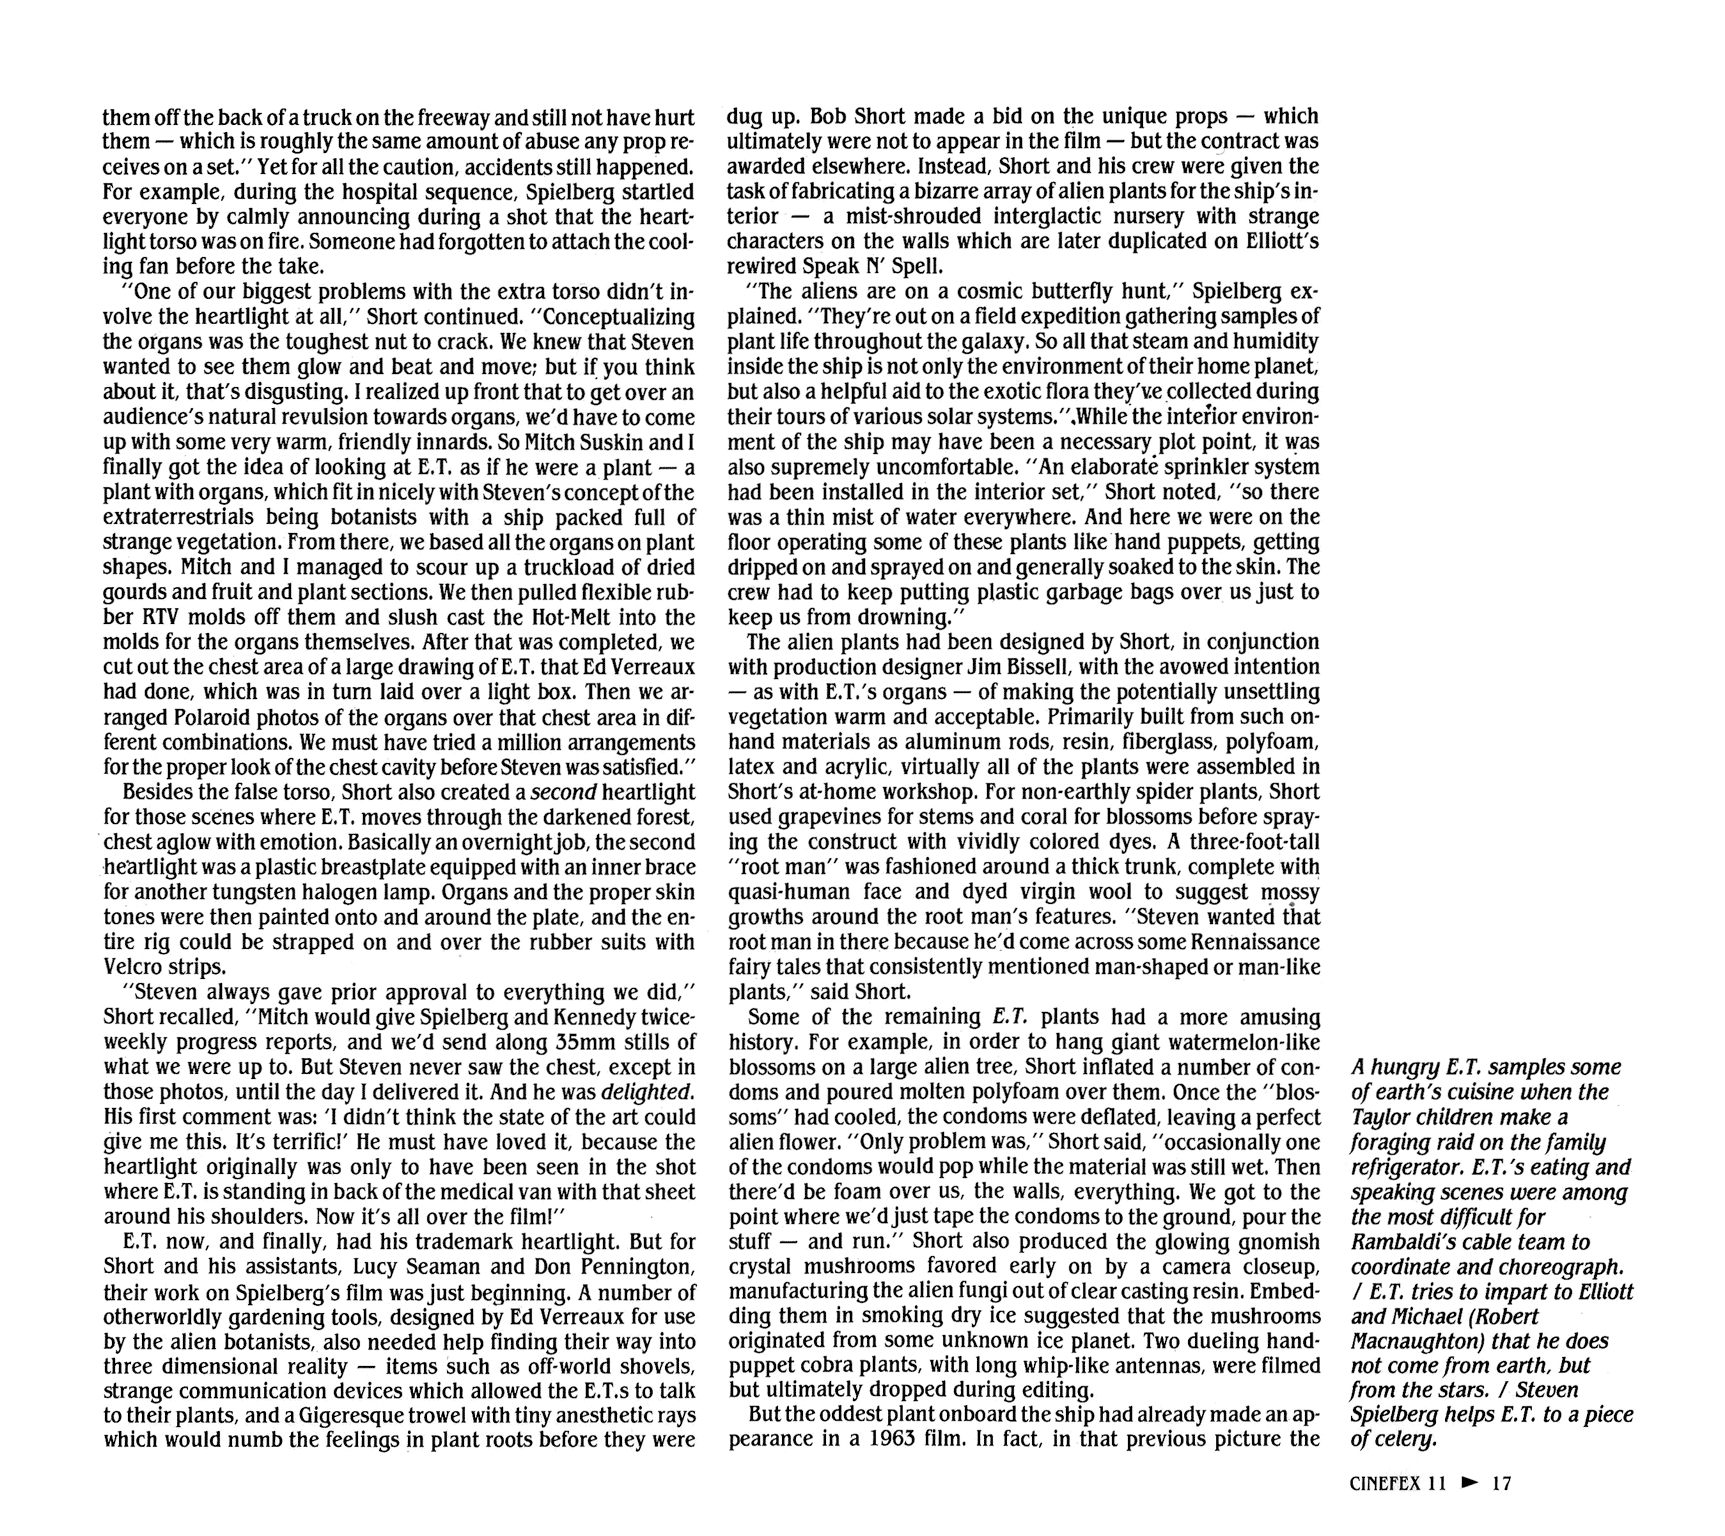 them off the back of a truck on the freeway and still not have hurt
them — which is roughly the same amount of abuse any prop re-
ceives on a set." Yet for all the caution, accidents still happened.
For example, during the hospital sequence, Spielberg startled
everyone by calmly announcing during a shot that the heart-
light torso was on fire. Someone had forgotten to attach the cool-
ing fan before the take.
"One of our biggest problems with the extra torso didn't in-
volve the heartlight at all," Short continued. "Conceptualizing
the organs was the toughest nut to crack. We knew that Steven
wanted to see them glow and beat and move; but if you think
about it, that's disgusting. I realized up front that to get over an
audience's natural revulsion towards organs, we'd have to come
up with some very warm, friendly innards. So Mitch Suskin and I
finally got the idea of looking at E.T. as if he were a plant — a
plant with organs, which fit in nicely with Steven's concept of the
extraterrestrials being botanists with a ship packed full of
strange vegetation. From there, we based all the organs on plant
shapes. Mitch and I managed to scour up a truckload of dried
gourds and fruit and plant sections. We then pulled flexible rub-
ber RTV molds off them and slush cast the Hot-Melt into the
molds for the organs themselves. After that was completed, we
cut out the chest area of a large drawing of E.T. that Ed Verreaux
had done, which was in turn laid over a light box. Then we ar-
ranged Polaroid photos of the organs over that chest area in dif-
ferent combinations. We must have tried a million arrangements
for the proper look of the chest cavity before Steven was satisfied."
Besides the false torso, Short also created a second heartlight
for those scenes where E.T. moves through the darkened forest,
chest aglow with emotion. Basically an overnight job, the second
heartlight was a plastic breastplate equipped with an inner brace
for another tungsten halogen lamp. Organs and the proper skin
tones were then painted onto and around the plate, and the en-
tire rig could be strapped on and over the rubber suits with
Velcro strips.
"Steven always gave prior approval to everything we did,"
Short recalled, "Mitch would give Spielberg and Kennedy twice-
weekly progress reports, and we'd send along 35mm stills of
what we were up to. But Steven never saw the chest, except in
those photos, until the day I delivered it. And he was delighted.
His first comment was: 'I didn't think the state of the art could
give me this. It's terrific!' He must have loved it, because the
heartlight originally was only to have been seen in the shot
where E.T. is standing in back of the medical van with that sheet
around his shoulders. Now it's all over the film!"
E.T. now, and finally, had his trademark heartlight. But for
Short and his assistants, Lucy Seaman and Don Pennington,
their work on Spielberg's film was just beginning. A number of
otherworldly gardening tools, designed by Ed Verreaux for use
by the alien botanists, also needed help finding their way into
three dimensional reality — items such as off-world shovels,
strange communication devices which allowed the E.T.s to talk
to their plants, and a Gigeresque trowel with tiny anesthetic rays
which would numb the feelings in plant roots before they were
dug up. Bob Short made a bid on the unique props — which
ultimately were not to appear in the film — but the contract was
awarded elsewhere. Instead, Short and his crew were given the
task of fabricating a bizarre array of alien plants for the ship's in-
terior — a mist-shrouded interglactic nursery with strange
characters on the walls which are later duplicated on Elliott's
rewired Speak N' Spell.
"The aliens are on a cosmic butterfly hunt," Spielberg ex-
plained. "They're out on a field expedition gathering samples of
plant life throughout the galaxy. So all that steam and humidity
inside the ship is not only the environment of their home planet,
but also a helpful aid to the exotic flora they've collected during
their tours of various solar systems." While the interior environ-
ment of the ship may have been a necessary plot point, it was
also supremely uncomfortable. "An elaborate sprinkler system
had been installed in the interior set," Short noted, "so there
was a thin mist of water everywhere. And here we were on the
floor operating some of these plants like hand puppets, getting
dripped on and sprayed on and generally soaked to the skin. The
crew had to keep putting plastic garbage bags over us just to
keep us from drowning."
The alien plants had been designed by Short, in conjunction
with production designer Jim Bissell, with the avowed intention
— as with E.T.'s organs — of making the potentially unsettling
vegetation warm and acceptable. Primarily built from such on-
hand materials as aluminum rods, resin, fiberglass, polyfoam,
latex and acrylic, virtually all of the plants were assembled in
Short's at-home workshop. For non-earthly spider plants, Short
used grapevines for stems and coral for blossoms before spray-
ing the construct with vividly colored dyes. A three-foot-tall
"root man" was fashioned around a thick trunk, complete with
quasi-human face and dyed virgin wool to suggest mossy
growths around the root man's features. "Steven wanted that
root man in there because he'd come across some Rennaissance
fairy tales that consistently mentioned man-shaped or man-like
plants," said Short.
Some of the remaining E.T. plants had a more amusing
history. For example, in order to hang giant watermelon-like
blossoms on a large alien tree, Short inflated a number of con-
doms and poured molten polyfoam over them. Once the "blos-
soms" had cooled, the condoms were deflated, leaving a perfect
alien flower. "Only problem was," Short said, "occasionally one
of the condoms would pop while the material was still wet. Then
there'd be foam over us, the walls, everything. We got to the
point where we'd just tape the condoms to the ground, pour the
stuff — and run." Short also produced the glowing gnomish
crystal mushrooms favored early on by a camera closeup,
manufacturing the alien fungi out of clear casting resin. Embed-
ding them in smoking dry ice suggested that the mushrooms
originated from some unknown ice planet. Two dueling hand-
puppet cobra plants, with long whip-like antennas, were filmed
but ultimately dropped during editing.
But the oddest plant onboard the ship had already made an ap-
pearance in a 1963 film. In fact, in that previous picture the
A hungry E.T. samples some
of earth's cuisine when the
Taylor children make a
foraging raid on the family
refrigerator. E.T.'s eating and
speaking scenes were among
the most difficult for
Rambaldi's cable team to
coordinate and choreograph.
/ E.T. tries to impart to Elliott
and Michael (Robert
Macnaughton) that he does
not come from earth, but
from the stars. / Steven
Spielberg helps E.T. to a piece
of celery.
CINEFEX 11 ► 17